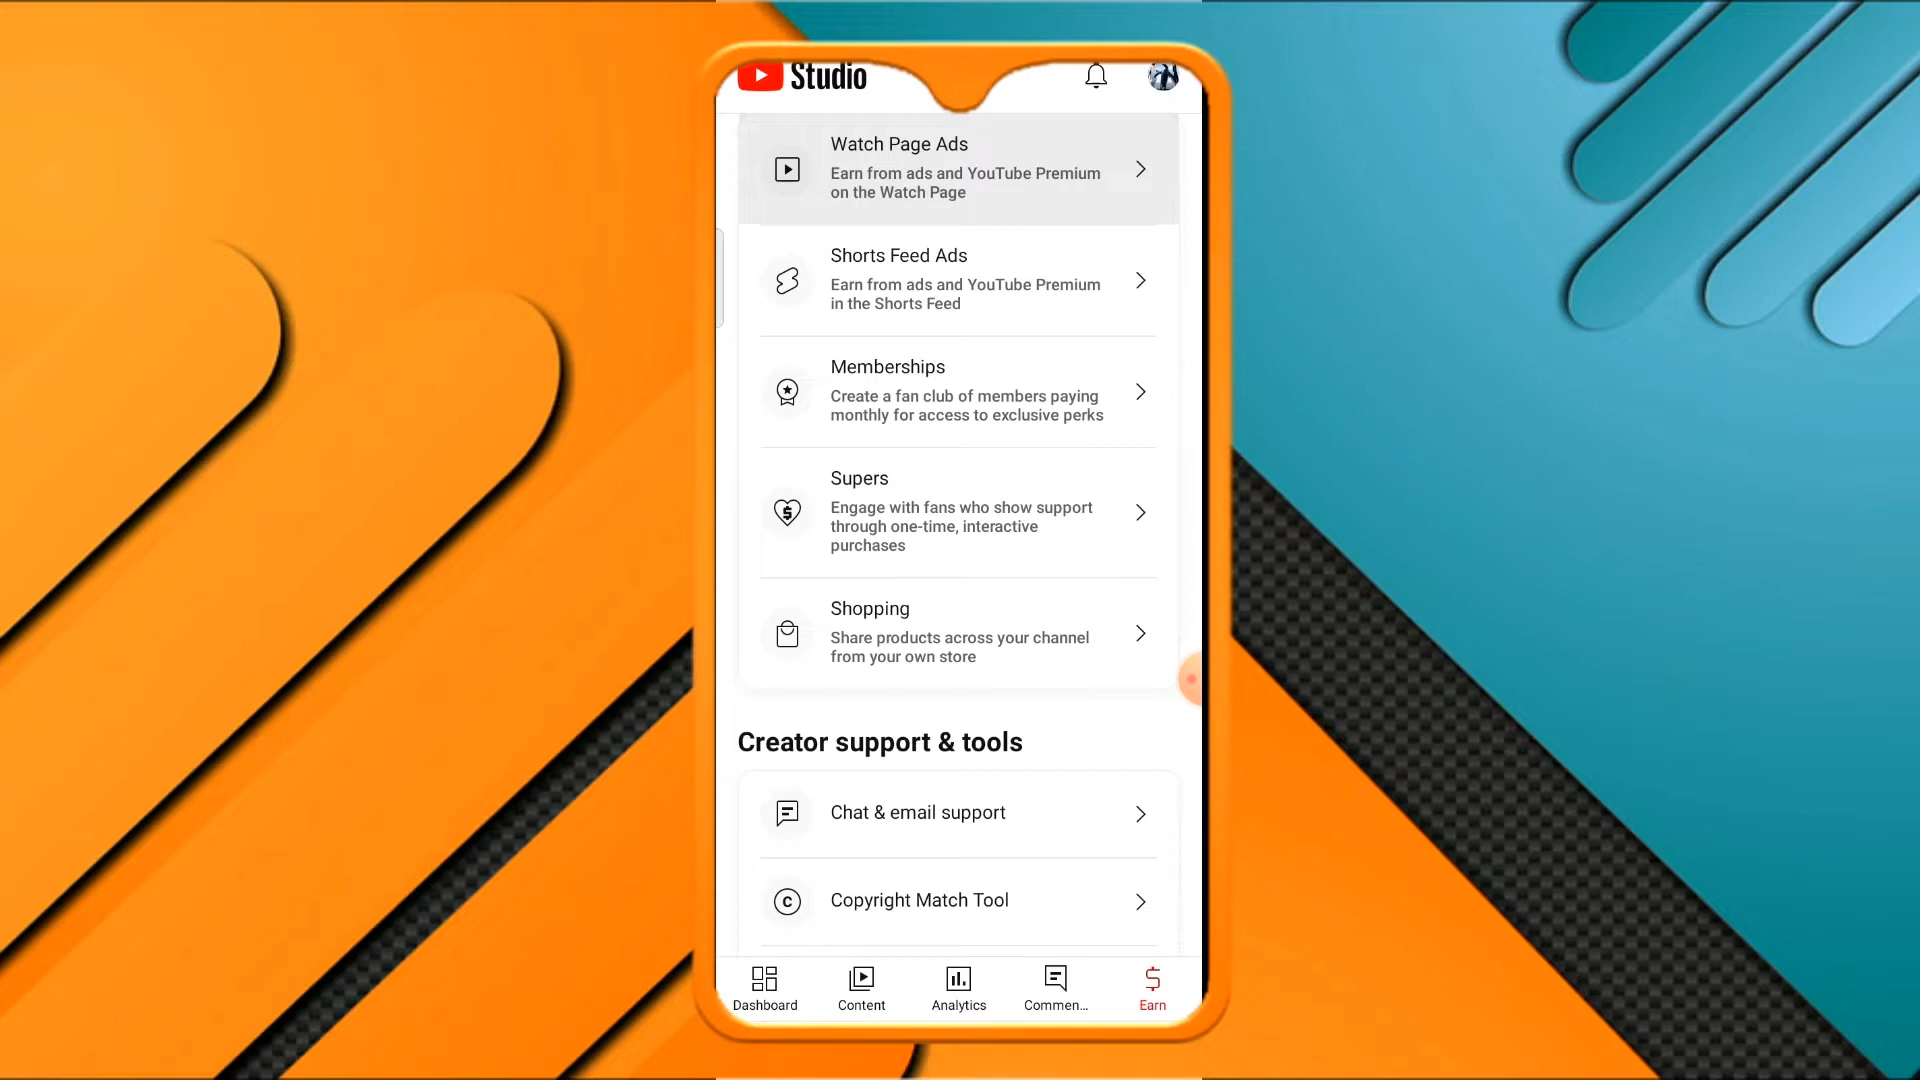 Studio
Watch Page Ads
Earn from ads and YouTube Premium
on the Watch Page
Shorts Feed Ads
Earn from ads and YouTube Premium
in the Shorts Feed
Memberships
Create a fan club of members paying
monthly for access to exclusive perks
Supers
Engage with fans who show support
through one-time, interactive
purchases
Shopping
Share products across your channel
from your own store
Creator support & tools
Chat & email support
Copyright Match Tool
Dashboard
Content
Analytics
Commen...
Earn